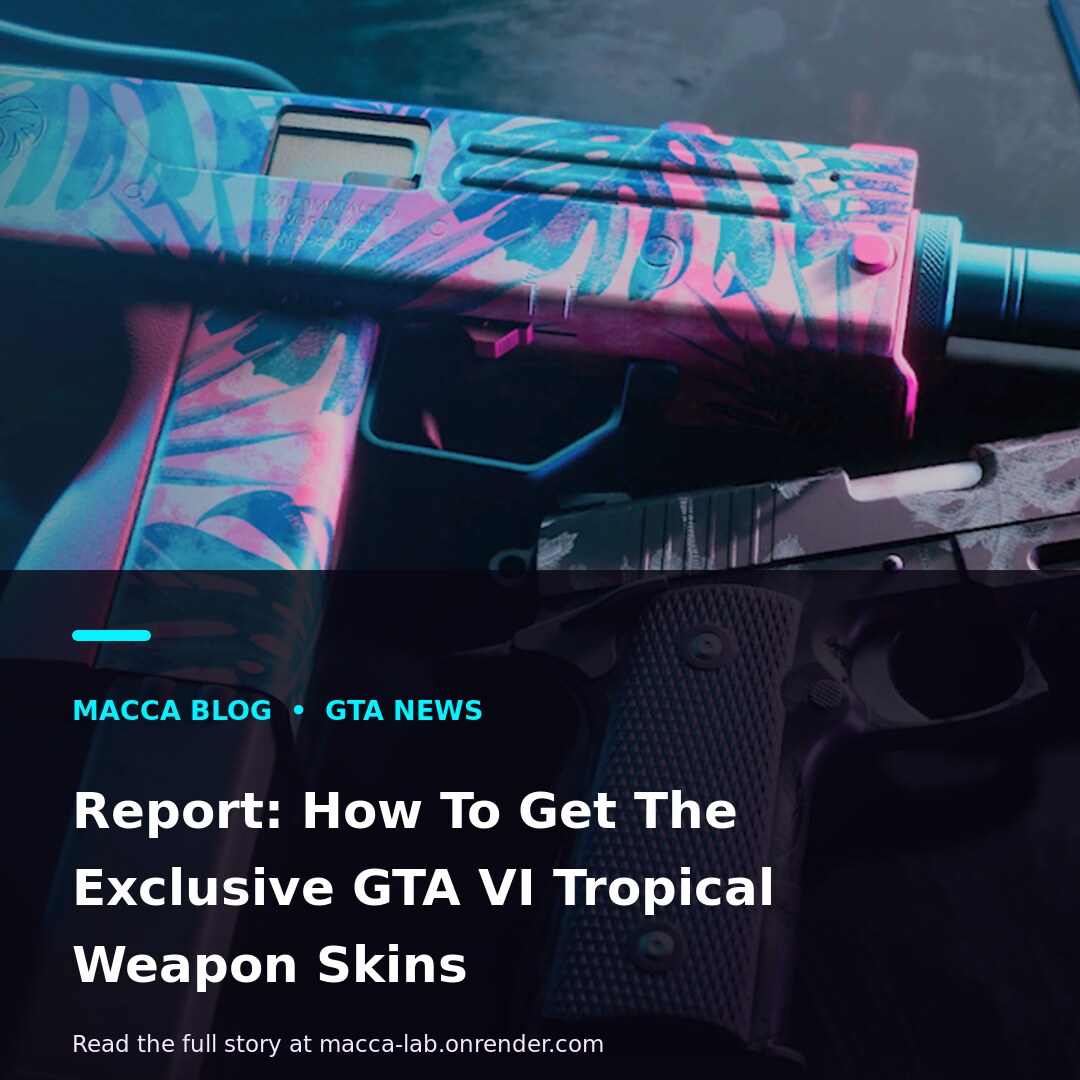 MACCA BLOG • GTA NEWS
Report: How To Get The
Exclusive GTA VI Tropical
Weapon Skins
Read the full story at macca-lab.onrender.com